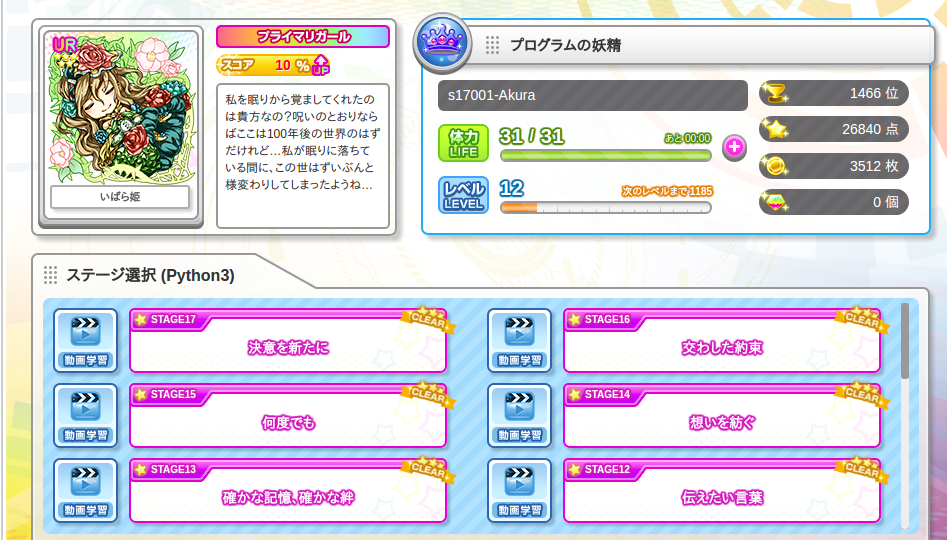 UR
プライマリガール
スコア 10 % UP
私を眠りから覚ましてくれたの
は貴方なの？呪いのとおりなら
ばここは100年後の世界のはず
だけれど…私が眠りに落ちて
いる間に、この世はずいぶんと
様変わりしてしまったようね…
いばら姫
プログラムの妖精
s17001-Akura
体力 LIFE
31 / 31
あと 00:00
レベル LEVEL
12
次のレベルまで 1185
1466 位
26840 点
3512 枚
0 個
ステージ選択 (Python3)
動画学習
STAGE17
CLEAR
決意を新たに
動画学習
STAGE16
CLEAR
交わした約束
動画学習
STAGE15
CLEAR
何度でも
動画学習
STAGE14
CLEAR
想いを紡ぐ
動画学習
STAGE13
CLEAR
確かな記憶、確かな絆
動画学習
STAGE12
CLEAR
伝えたい言葉